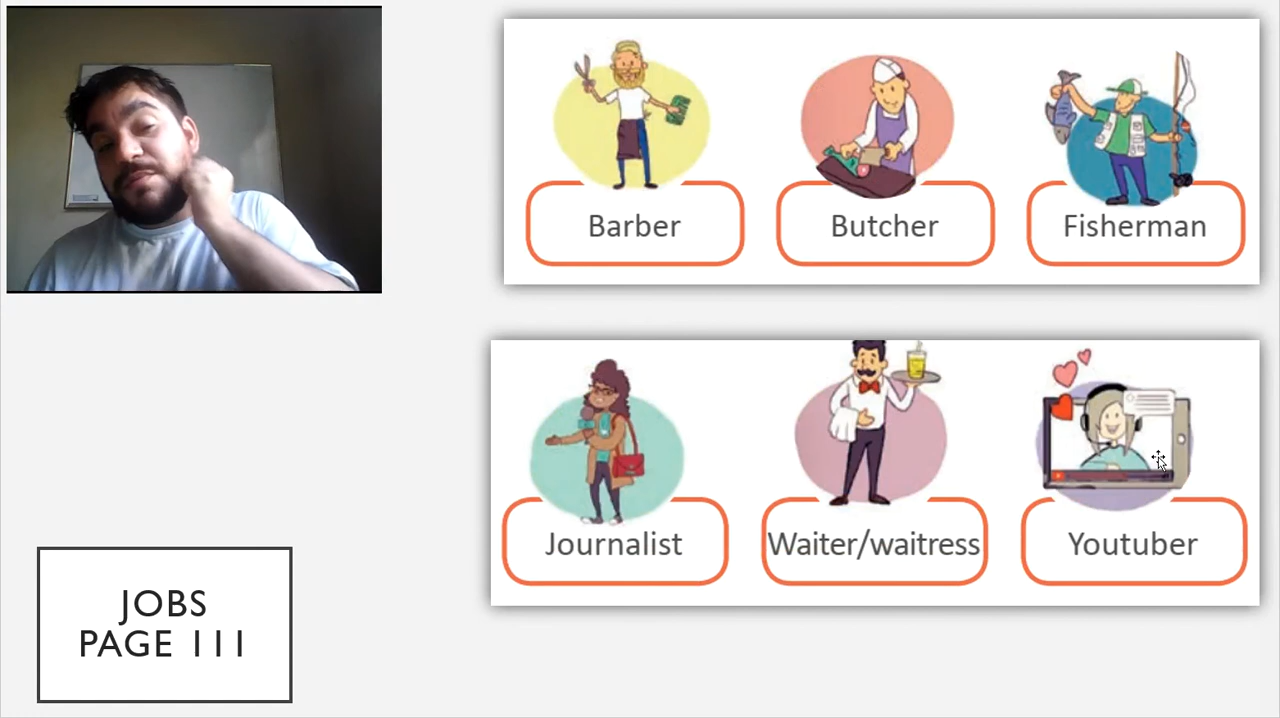 Barber
Butcher
Fisherman
Journalist
Waiter/waitress
Youtuber
JOBS
PAGE 111